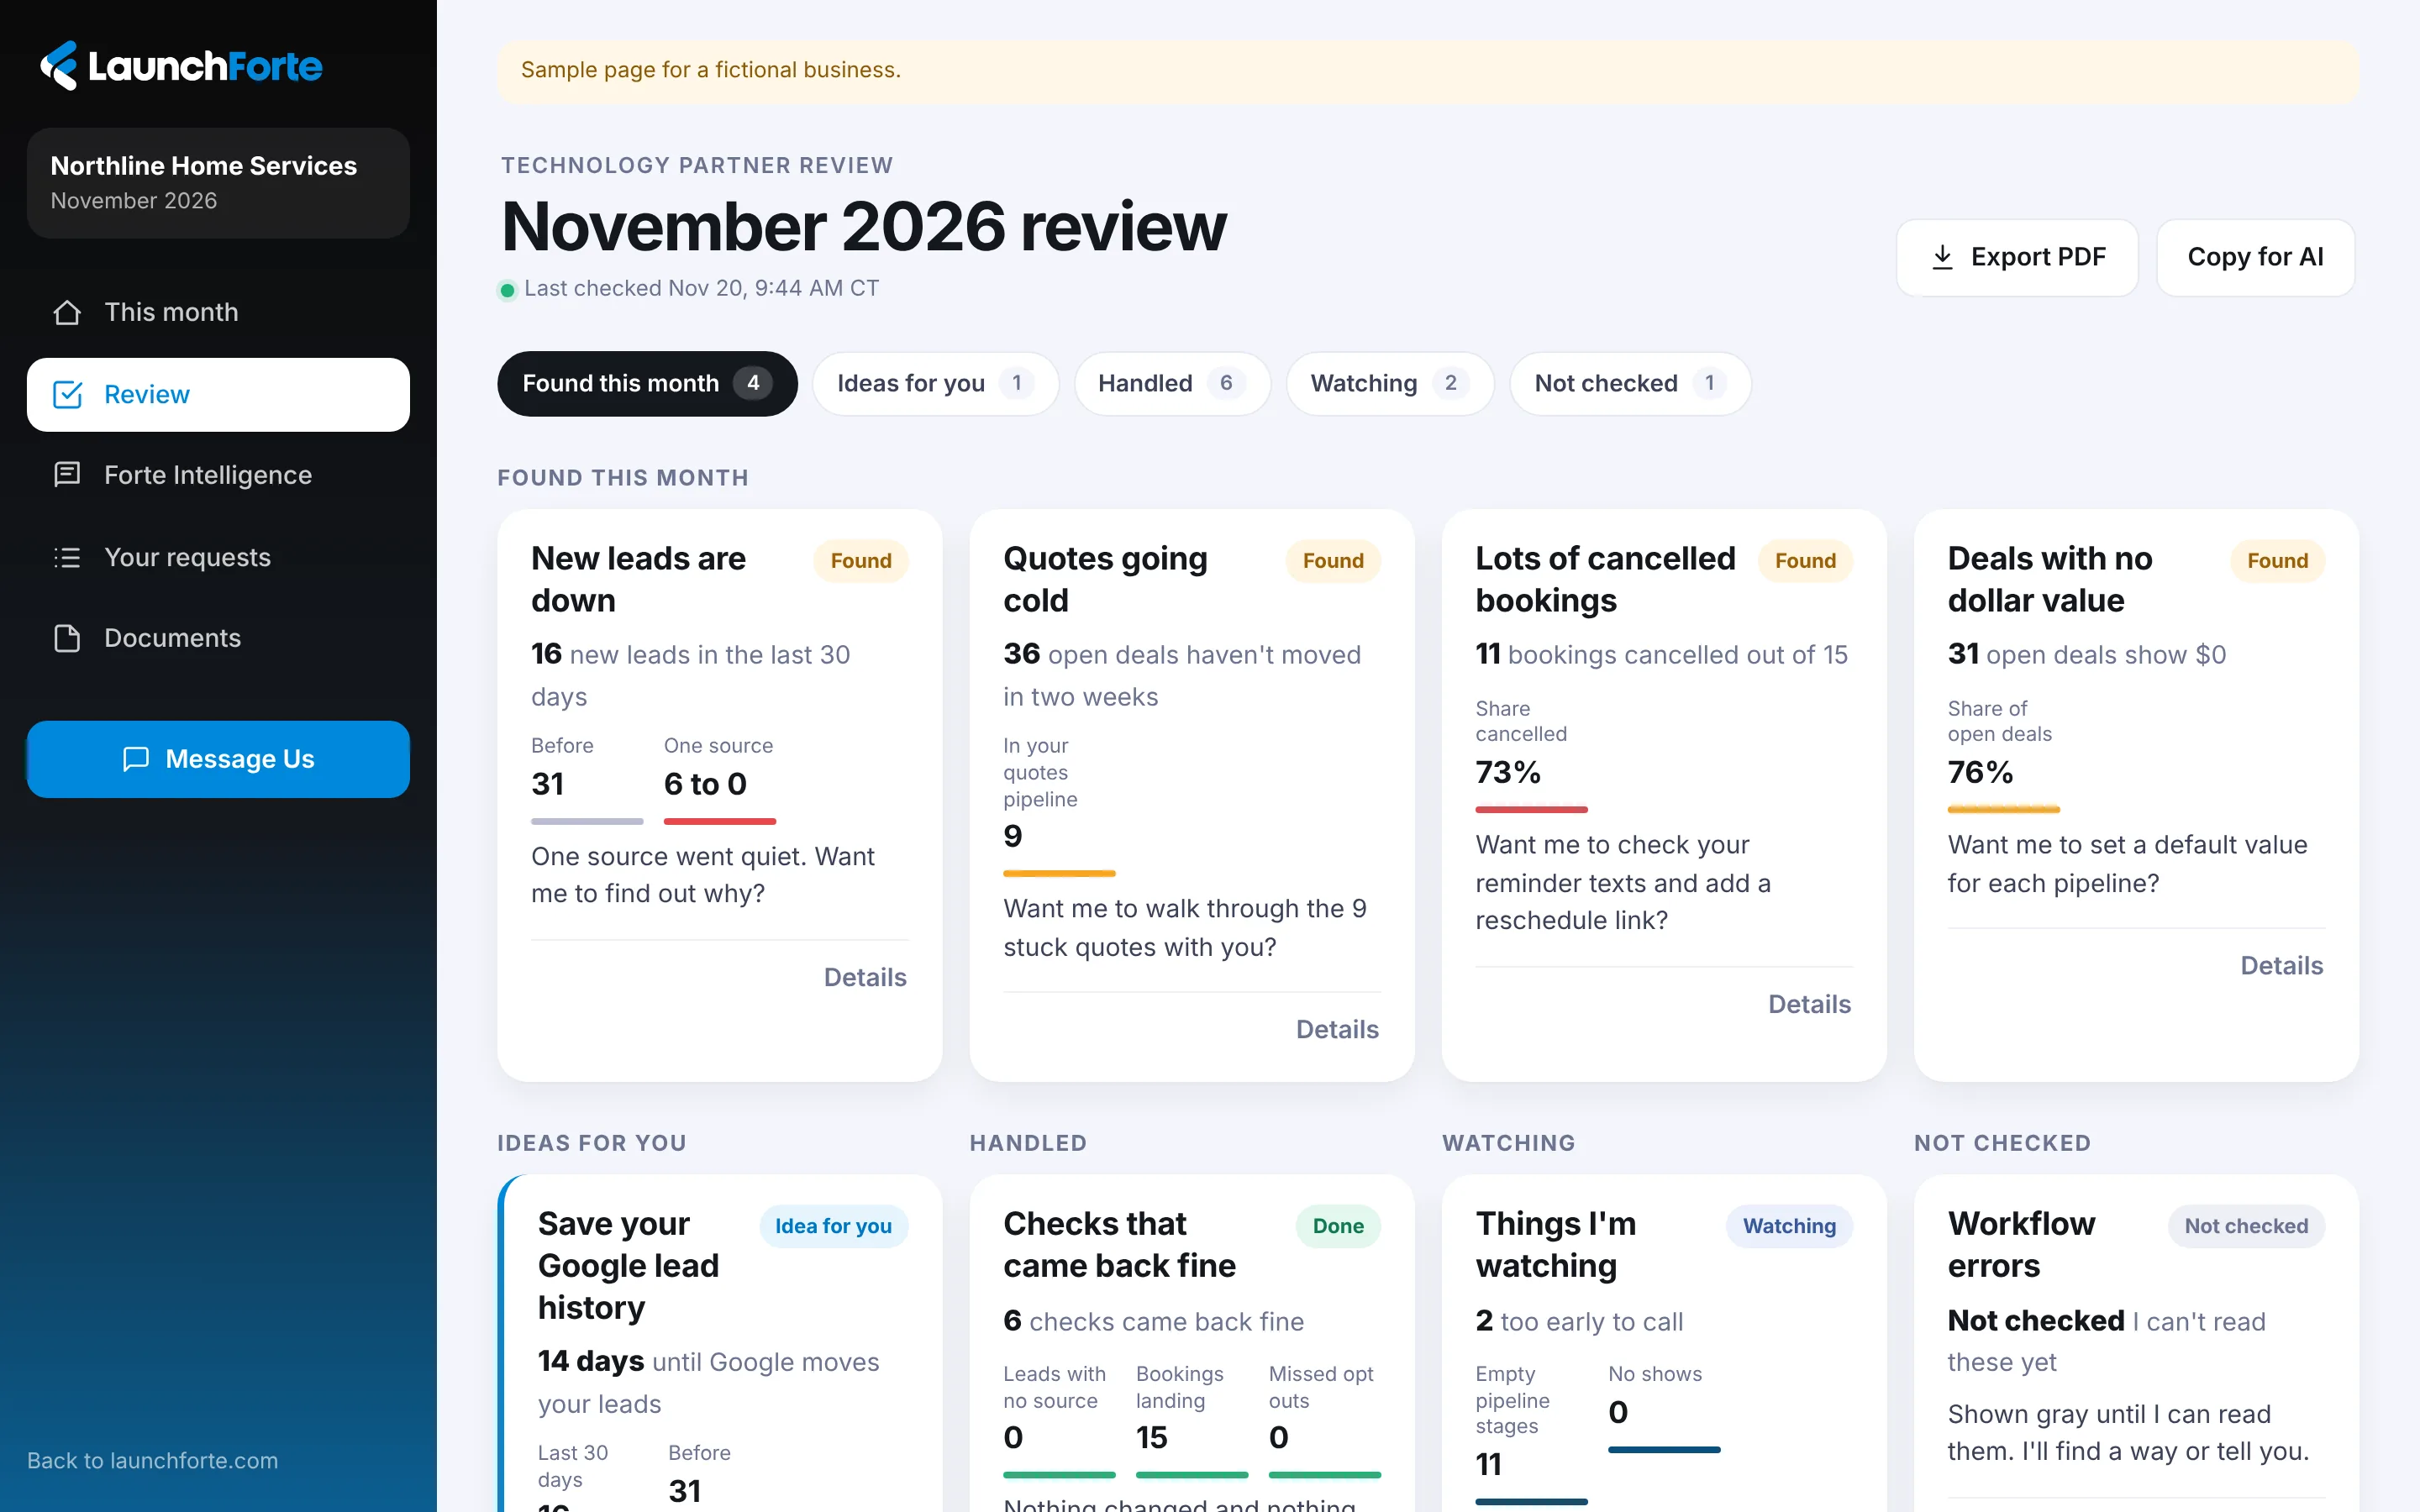 LaunchForte
Northline Home Services
November 2026
This month
Review
Forte Intelligence
Your requests
Documents
Message Us
Back to launchforte.com
Sample page for a fictional business.
TECHNOLOGY PARTNER REVIEW
November 2026 review
Last checked Nov 20, 9:44 AM CT
Export PDF
Copy for AI
Found this month 4
Ideas for you 1
Handled 6
Watching 2
Not checked 1
FOUND THIS MONTH
New leads are
down
Found
16 new leads in the last 30
days
Before
31
One source
6 to 0
One source went quiet. Want
me to find out why?
Details
Quotes going
cold
Found
36 open deals haven't moved
in two weeks
In your
quotes
pipeline
9
Want me to walk through the 9
stuck quotes with you?
Details
Lots of cancelled
bookings
Found
11 bookings cancelled out of 15
Share
cancelled
73%
Want me to check your
reminder texts and add a
reschedule link?
Details
Deals with no
dollar value
Found
31 open deals show $0
Share of
open deals
76%
Want me to set a default value
for each pipeline?
Details
IDEAS FOR YOU
Save your
Google lead
history
Idea for you
14 days until Google moves
your leads
Last 30
days
Before
31
HANDLED
Checks that
came back fine
Done
6 checks came back fine
Leads with
no source
0
Bookings
landing
15
Missed opt
outs
0
Nothing changed and nothing
WATCHING
Things I'm
watching
Watching
2 too early to call
Empty
pipeline
stages
11
No shows
0
NOT CHECKED
Workflow
errors
Not checked
Not checked I can't read
these yet
Shown gray until I can read
them. I'll find a way or tell you.